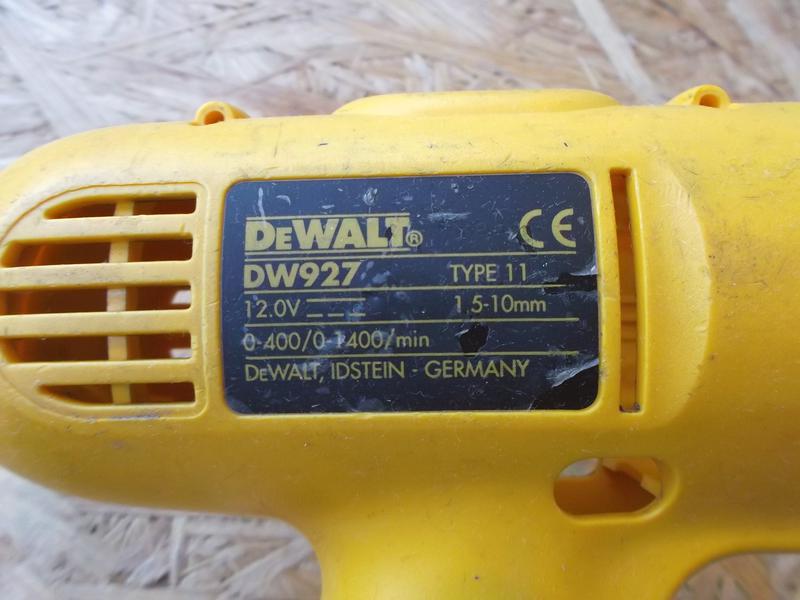 DEWALT® CE
DW927 TYPE 11
12.0V 1.5-10mm
0-400/0-1400/min
DEWALT, IDSTEIN - GERMANY